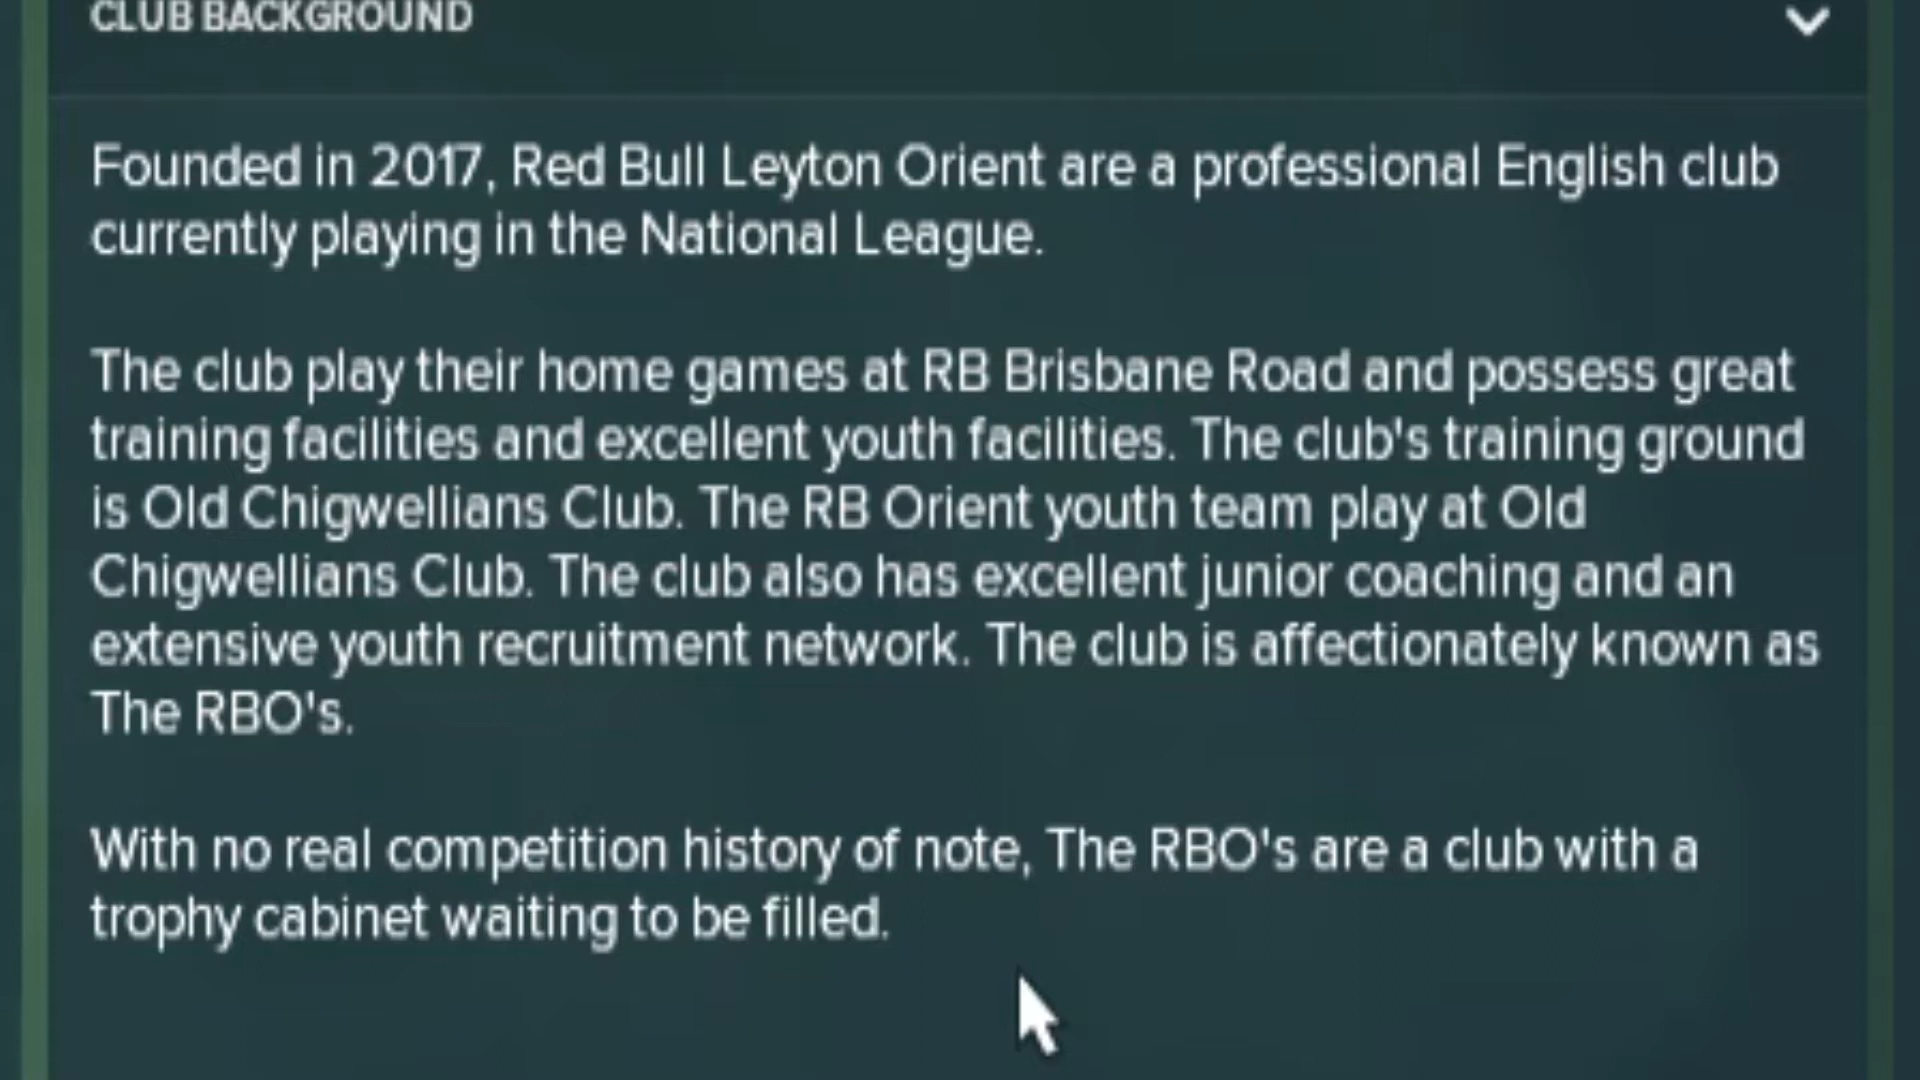 CLUB BACKGROUND
Founded in 2017, Red Bull Leyton Orient are a professional English club
currently playing in the National League.
The club play their home games at RB Brisbane Road and possess great
training facilities and excellent youth facilities. The club's training ground
is Old Chigwellians Club. The RB Orient youth team play at Old
Chigwellians Club. The club also has excellent junior coaching and an
extensive youth recruitment network. The club is affectionately known as
The RBO's.
With no real competition history of note, The RBO's are a club with a
trophy cabinet waiting to be filled.